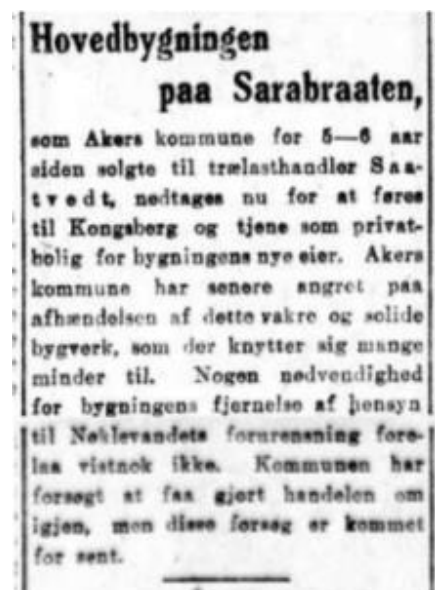 Hovedbygningen
paa Sarabraaten,
som Akers kommune for 5—6 aar
siden solgte til trælasthandler Saa-
tvedt, nedtages nu for at føres
til Kongsberg og tjene som privat-
bolig for bygningens nye eier. Akers
kommune har senere angret paa
afhændelsen af dette vakre og solide
bygverk, som der knytter sig mange
minder til. Nogen nødvendighed
for bygningens fjernelse af hensyn
til Nøklevandets forurensning fore-
laa vistnok ikke. Kommunen har
forsøgt at faa gjort handelen om
igjen, men disse forsøg er kommet
for sent.